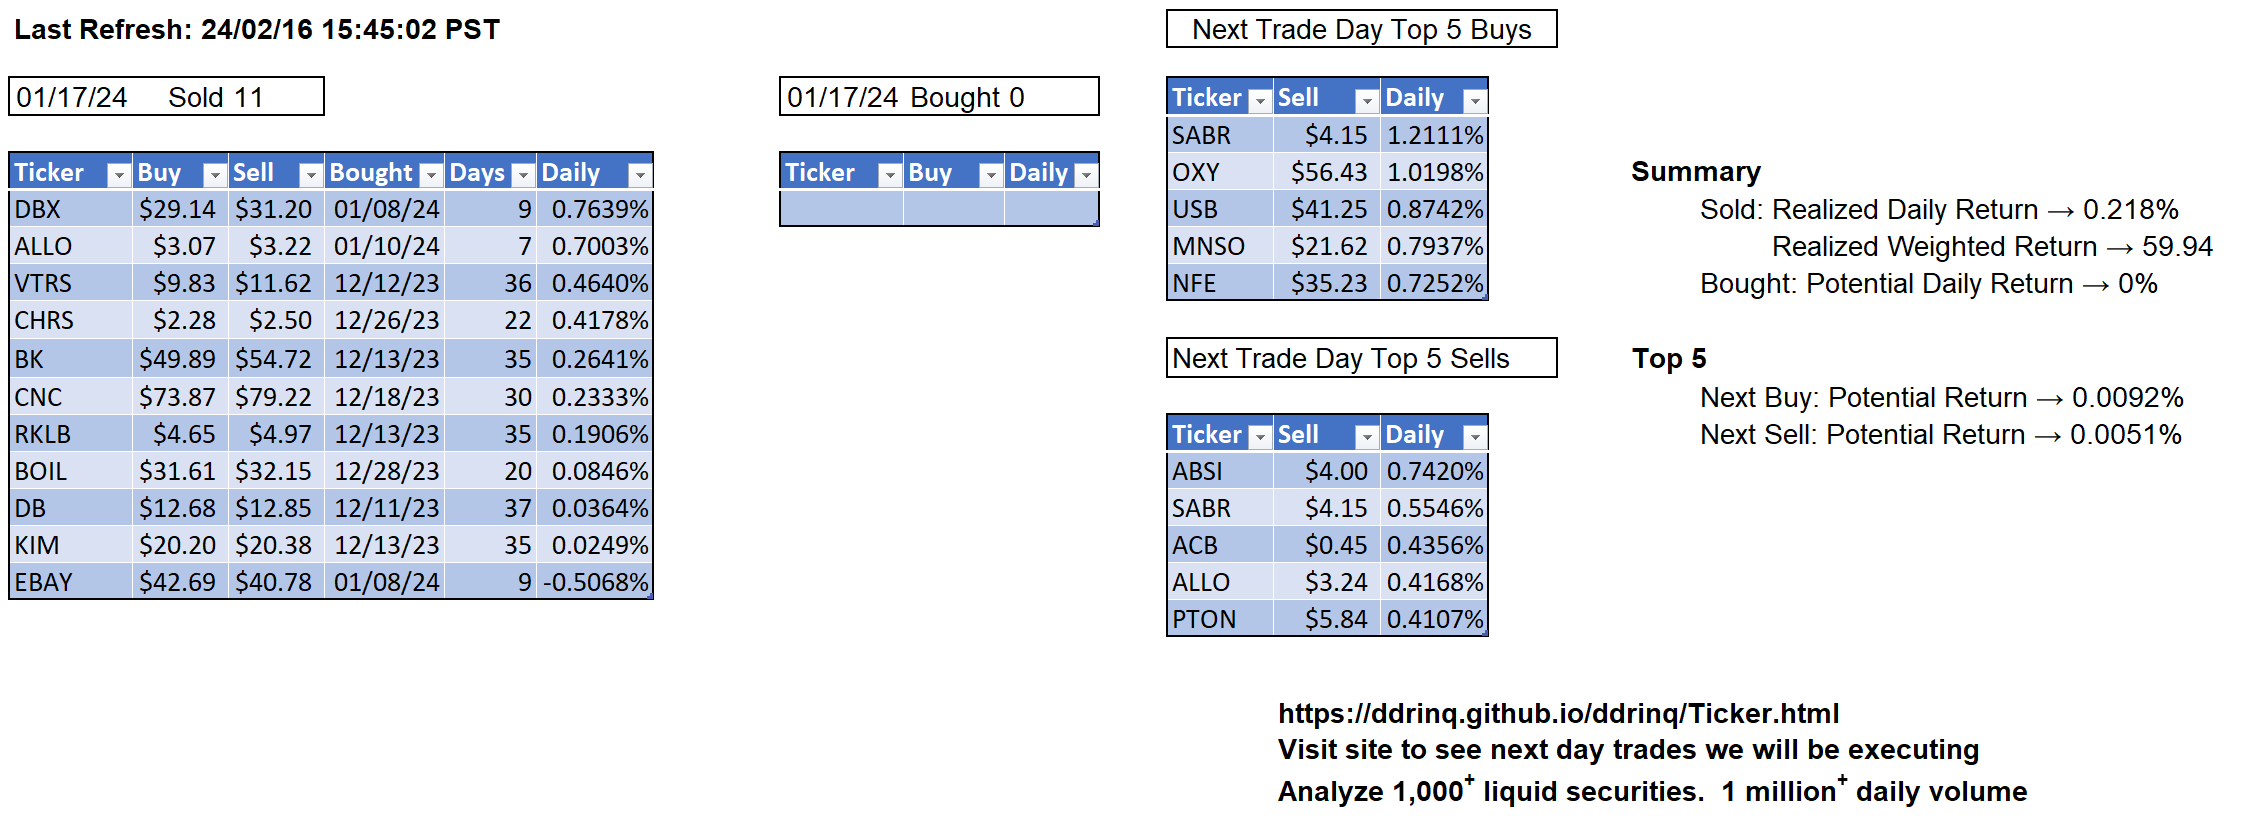 Last Refresh: 24/02/16 15:45:02 PST
01/17/24 Sold 11
Ticker Buy Sell Bought Days Daily
DBX $29.14 $31.20 01/08/24 9 0.7639%
ALLO $3.07 $3.22 01/10/24 7 0.7003%
VTRS $9.83 $11.62 12/12/23 36 0.4640%
CHRS $2.28 $2.50 12/26/23 22 0.4178%
BK $49.89 $54.72 12/13/23 35 0.2641%
CNC $73.87 $79.22 12/18/23 30 0.2333%
RKLB $4.65 $4.97 12/13/23 35 0.1906%
BOIL $31.61 $32.15 12/28/23 20 0.0846%
DB $12.68 $12.85 12/11/23 37 0.0364%
KIM $20.20 $20.38 12/13/23 35 0.0249%
EBAY $42.69 $40.78 01/08/24 9 -0.5068%
01/17/24 Bought 0
Ticker Buy Daily
Next Trade Day Top 5 Buys
Ticker Sell Daily
SABR $4.15 1.2111%
OXY $56.43 1.0198%
USB $41.25 0.8742%
MNSO $21.62 0.7937%
NFE $35.23 0.7252%
Next Trade Day Top 5 Sells
Ticker Sell Daily
ABSI $4.00 0.7420%
SABR $4.15 0.5546%
ACB $0.45 0.4356%
ALLO $3.24 0.4168%
PTON $5.84 0.4107%
Summary
Sold: Realized Daily Return → 0.218%
Realized Weighted Return → 59.94
Bought: Potential Daily Return → 0%
Top 5
Next Buy: Potential Return → 0.0092%
Next Sell: Potential Return → 0.0051%
https://ddrinq.github.io/ddrinq/Ticker.html
Visit site to see next day trades we will be executing
Analyze 1,000⁺ liquid securities. 1 million⁺ daily volume